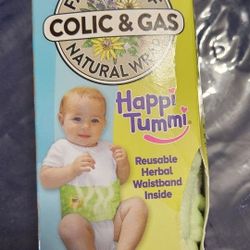 COLIC & GAS
NATURAL
Happi
Tummi
Reusable
Herbal
Waistband
Inside